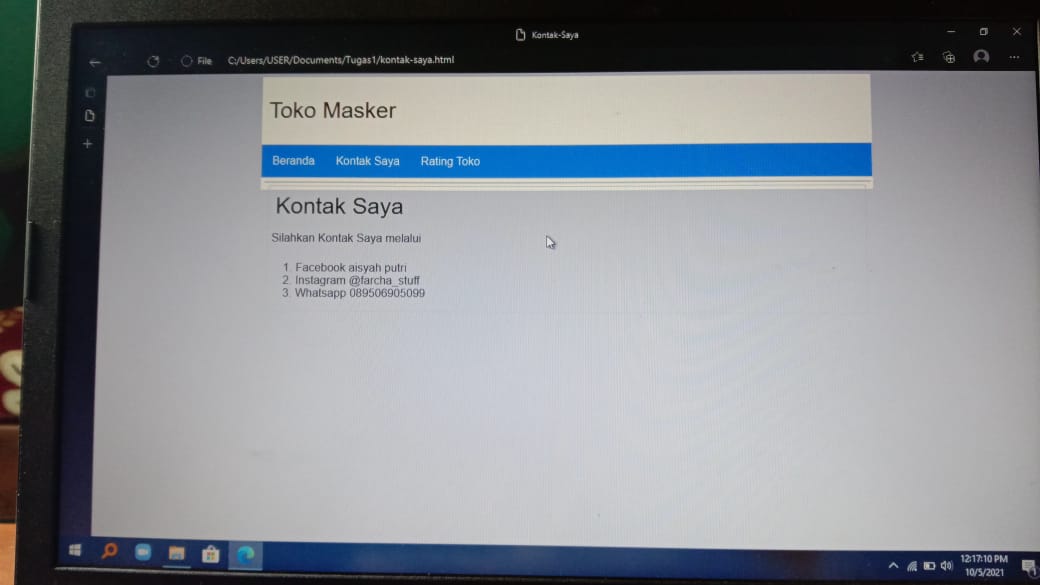 Kontak-Saya
File C:/Users/USER/Documents/Tugas1/kontak-saya.html
Toko Masker
Beranda Kontak Saya Rating Toko
Kontak Saya
Silahkan Kontak Saya melalui
1. Facebook aisyah putri
2. Instagram @farcha_stuff
3. Whatsapp 089506905099
12:17:10 PM
10/5/2021